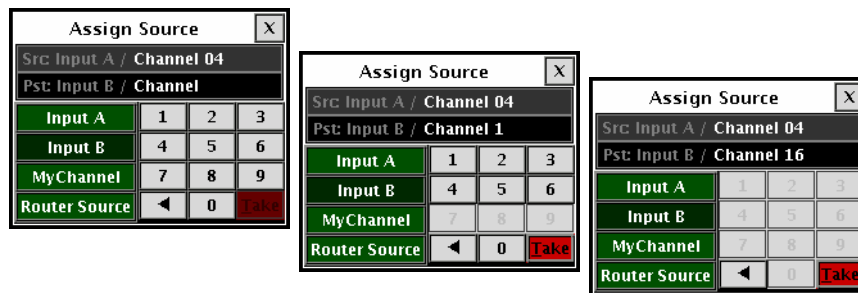 Assign Source X
Src: Input A / Channel 04
Pst: Input B / Channel
Input A 1 2 3
Input B 4 5 6
MyChannel 7 8 9
Router Source ◀ 0 Take
Assign Source X
Src: Input A / Channel 04
Pst: Input B / Channel 1
Input A 1 2 3
Input B 4 5 6
MyChannel 7 8 9
Router Source ◀ 0 Take
Assign Source X
Src: Input A / Channel 04
Pst: Input B / Channel 16
Input A 1 2 3
Input B 4 5 6
MyChannel 7 8 9
Router Source ◀ 0 Take